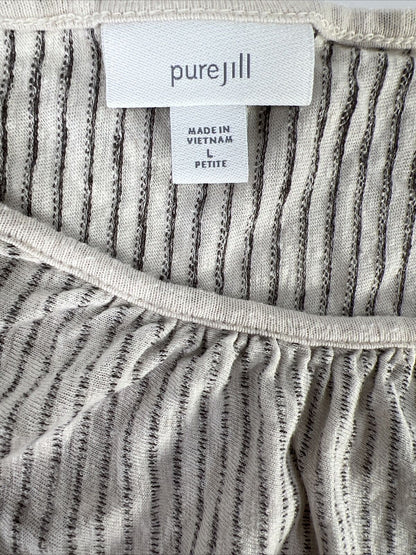 purejill
MADE IN
VIETNAM
L
PETITE